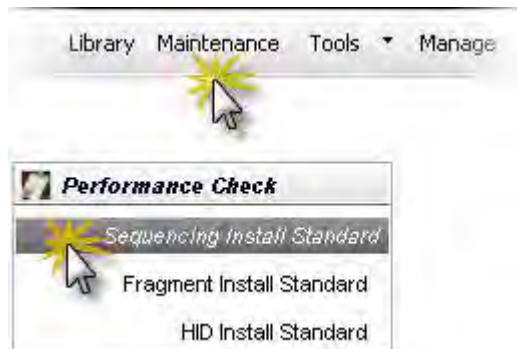 Library Maintenance Tools Manage
Performance Check
Sequencing Install Standard
Fragment Install Standard
HID Install Standard